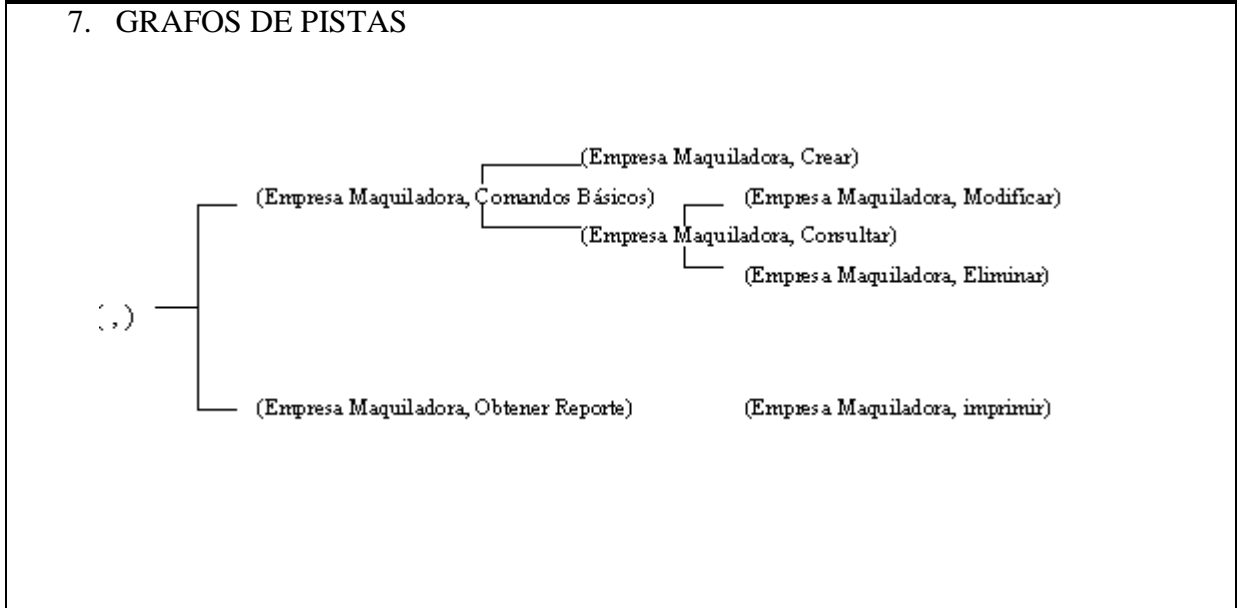 7. GRAFOS DE PISTAS
(Empresa Maquiladora, Crear)
(Empresa Maquiladora, Comandos Básicos)
(Empresa Maquiladora, Modificar)
(Empresa Maquiladora, Consultar)
(Empresa Maquiladora, Eliminar)
( , )
(Empresa Maquiladora, Obtener Reporte)
(Empresa Maquiladora, imprimir)